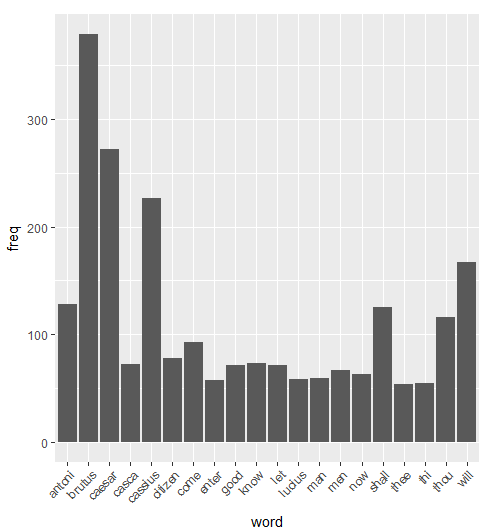 freq
300
200
100
0
antoni
brutus
caesar
casca
cassius
citizen
come
enter
good
know
let
lucius
man
men
now
shall
thee
thi
thou
will
word